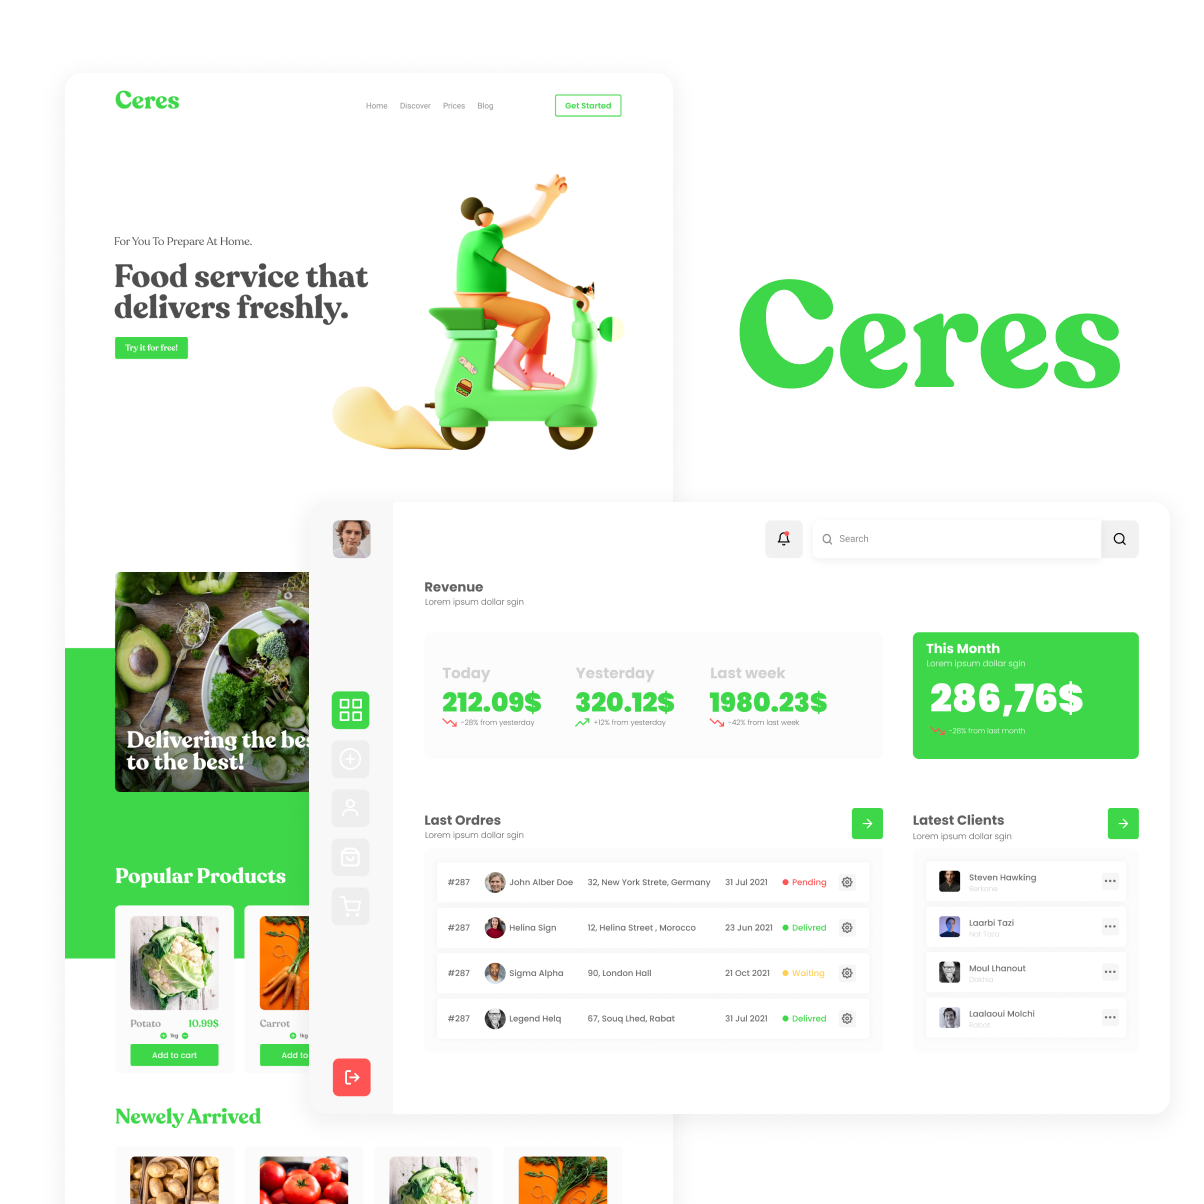 Ceres
Home Discover Prices Blog
Get Started
For You To Prepare At Home.
Food service that
delivers freshly.
Try it for free!
Ceres
Delivering the bes
to the best!
Popular Products
Potato 10.99$
1kg
Add to cart
Carrot
1kg
Add to
Newely Arrived
Search
Revenue
Lorem ipsum dollar sgin
Today
212.09$
-28% from yesterday
Yesterday
320.12$
+12% from yesterday
Last week
1980.23$
-42% from last week
This Month
Lorem ipsum dollar sgin
286,76$
-28% from last month
Last Ordres
Lorem ipsum dollar sgin
#287 John Alber Doe 32, New York Strete, Germany 31 Jul 2021 Pending
#287 Helina Sign 12, Helina Street , Morocco 23 Jun 2021 Delivred
#287 Sigma Alpha 90, London Hall 21 Oct 2021 Waiting
#287 Legend Helq 67, Souq Lhed, Rabat 31 Jul 2021 Delivred
Latest Clients
Lorem ipsum dollar sgin
Steven Hawking
Berkane
Laarbi Tazi
Moul Lhanout
Laalaoui Molchi
Rabat